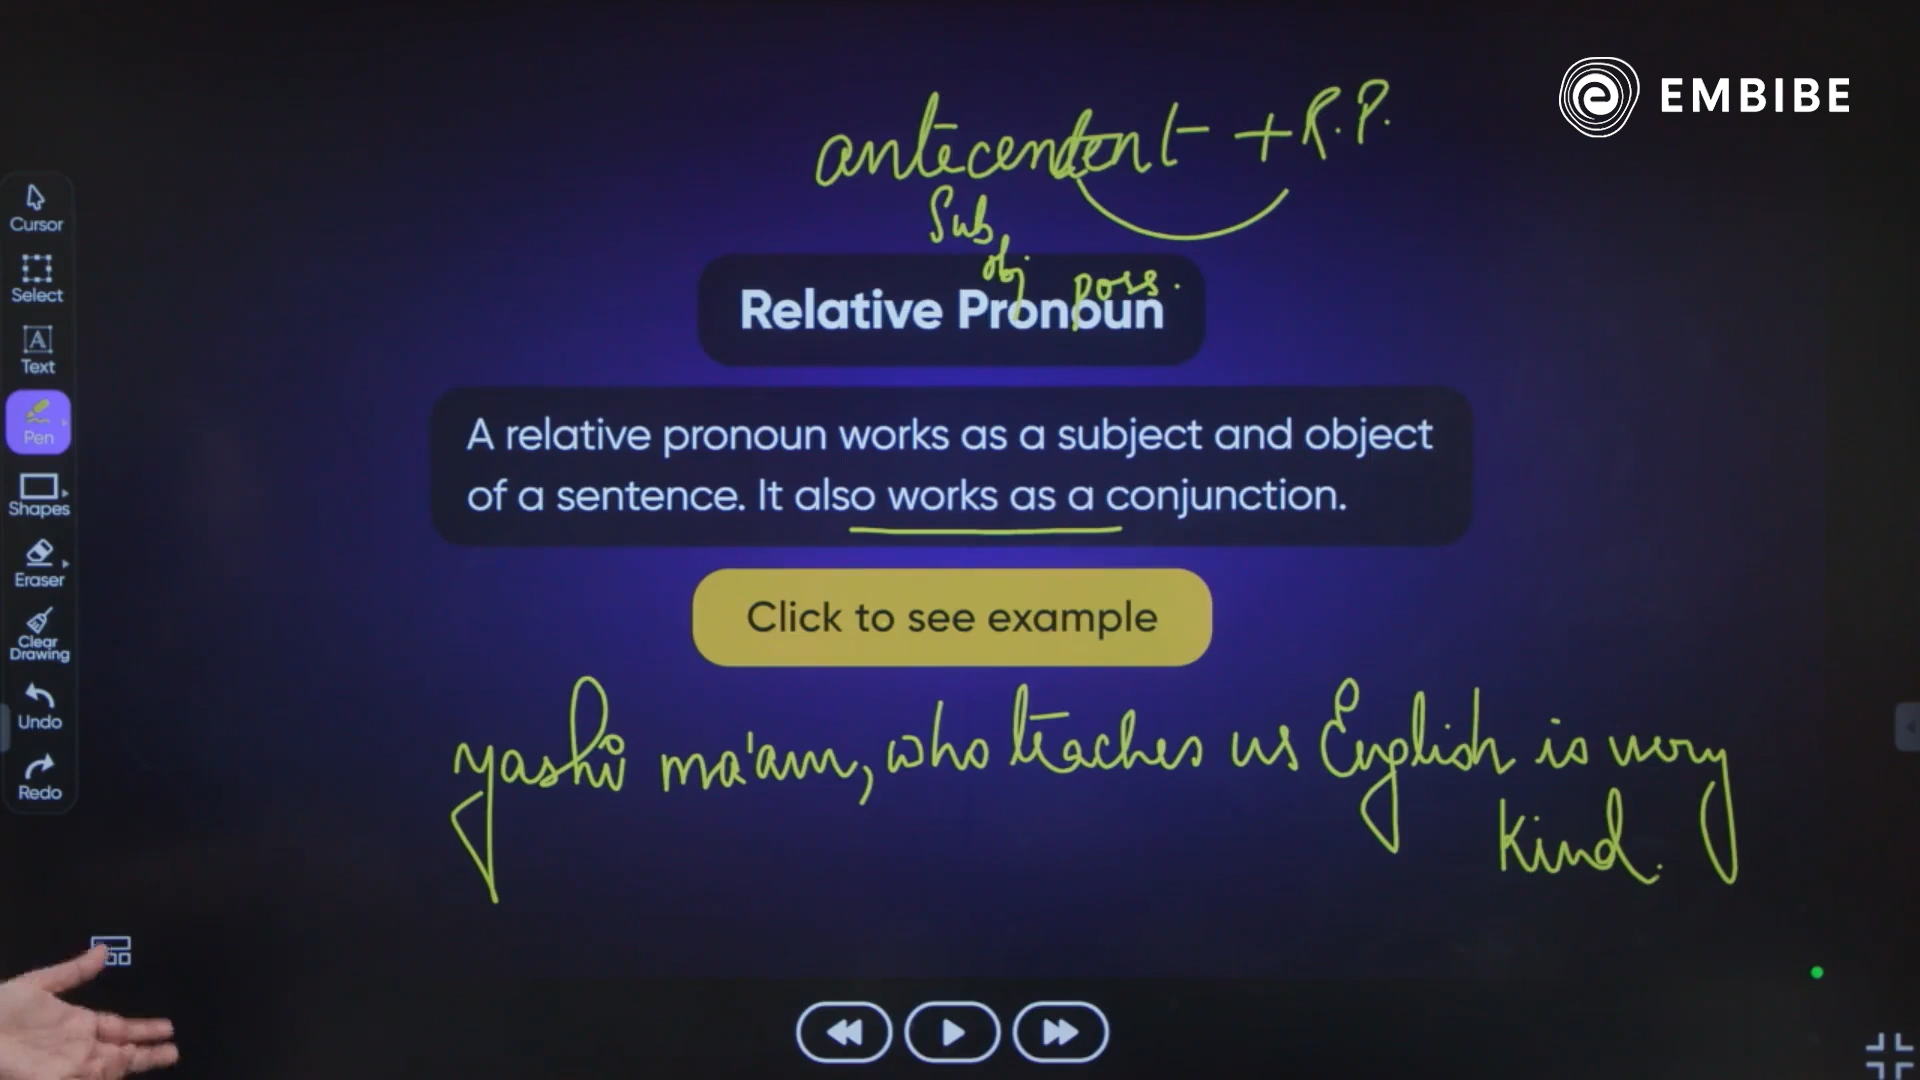 EMBIBE
antecendent + R.P.
Sub
obj poss.
Relative Pronoun
A relative pronoun works as a subject and object
of a sentence. It also works as a conjunction.
Click to see example
yashi ma'am, who teaches us English is very
kind.
Cursor
Select
Text
Pen
Shapes
Eraser
Clear
Drawing
Undo
Redo